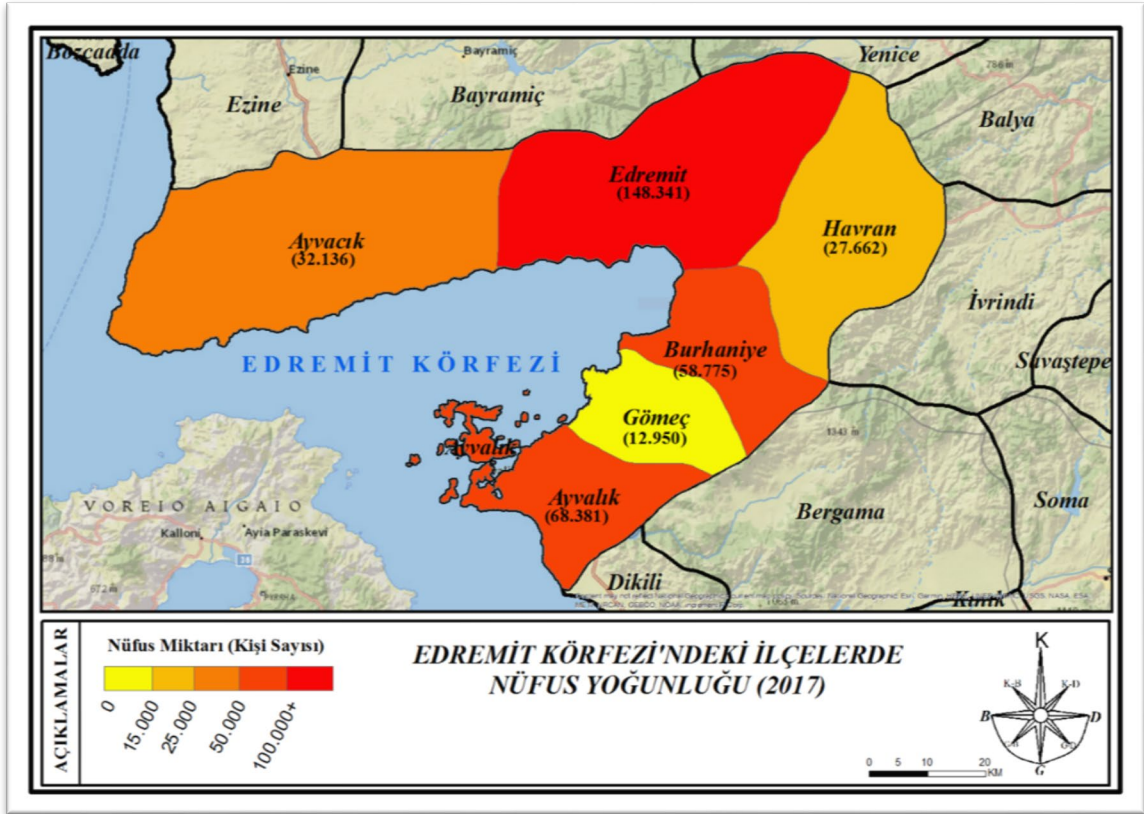 Bozcaada
Ezine
Ezine
Bayramiç
Bayramiç
Yenice
Balya
Edremit
(148.341)
Ayvacık
(32.136)
Havran
(27.662)
İvrindi
Savaştepe
EDREMİT KÖRFEZİ
Burhaniye
(58.775)
Gömeç
(12.950)
Ayvalık
1343 m
Ayvalık
(68.381)
Bergama
Soma
VOREIO AIGAIO
Kalloni
Ayia Paraskevi
36
Dikili
Kınık
AÇIKLAMALAR
Nüfus Miktarı (Kişi Sayısı)
0
15.000
25.000
50.000
100.000+
EDREMİT KÖRFEZİ'NDEKİ İLÇELERDE
NÜFUS YOĞUNLUĞU (2017)
K
K-B
K-D
B
D
G-B
G-D
G
0 5 10 20
KM